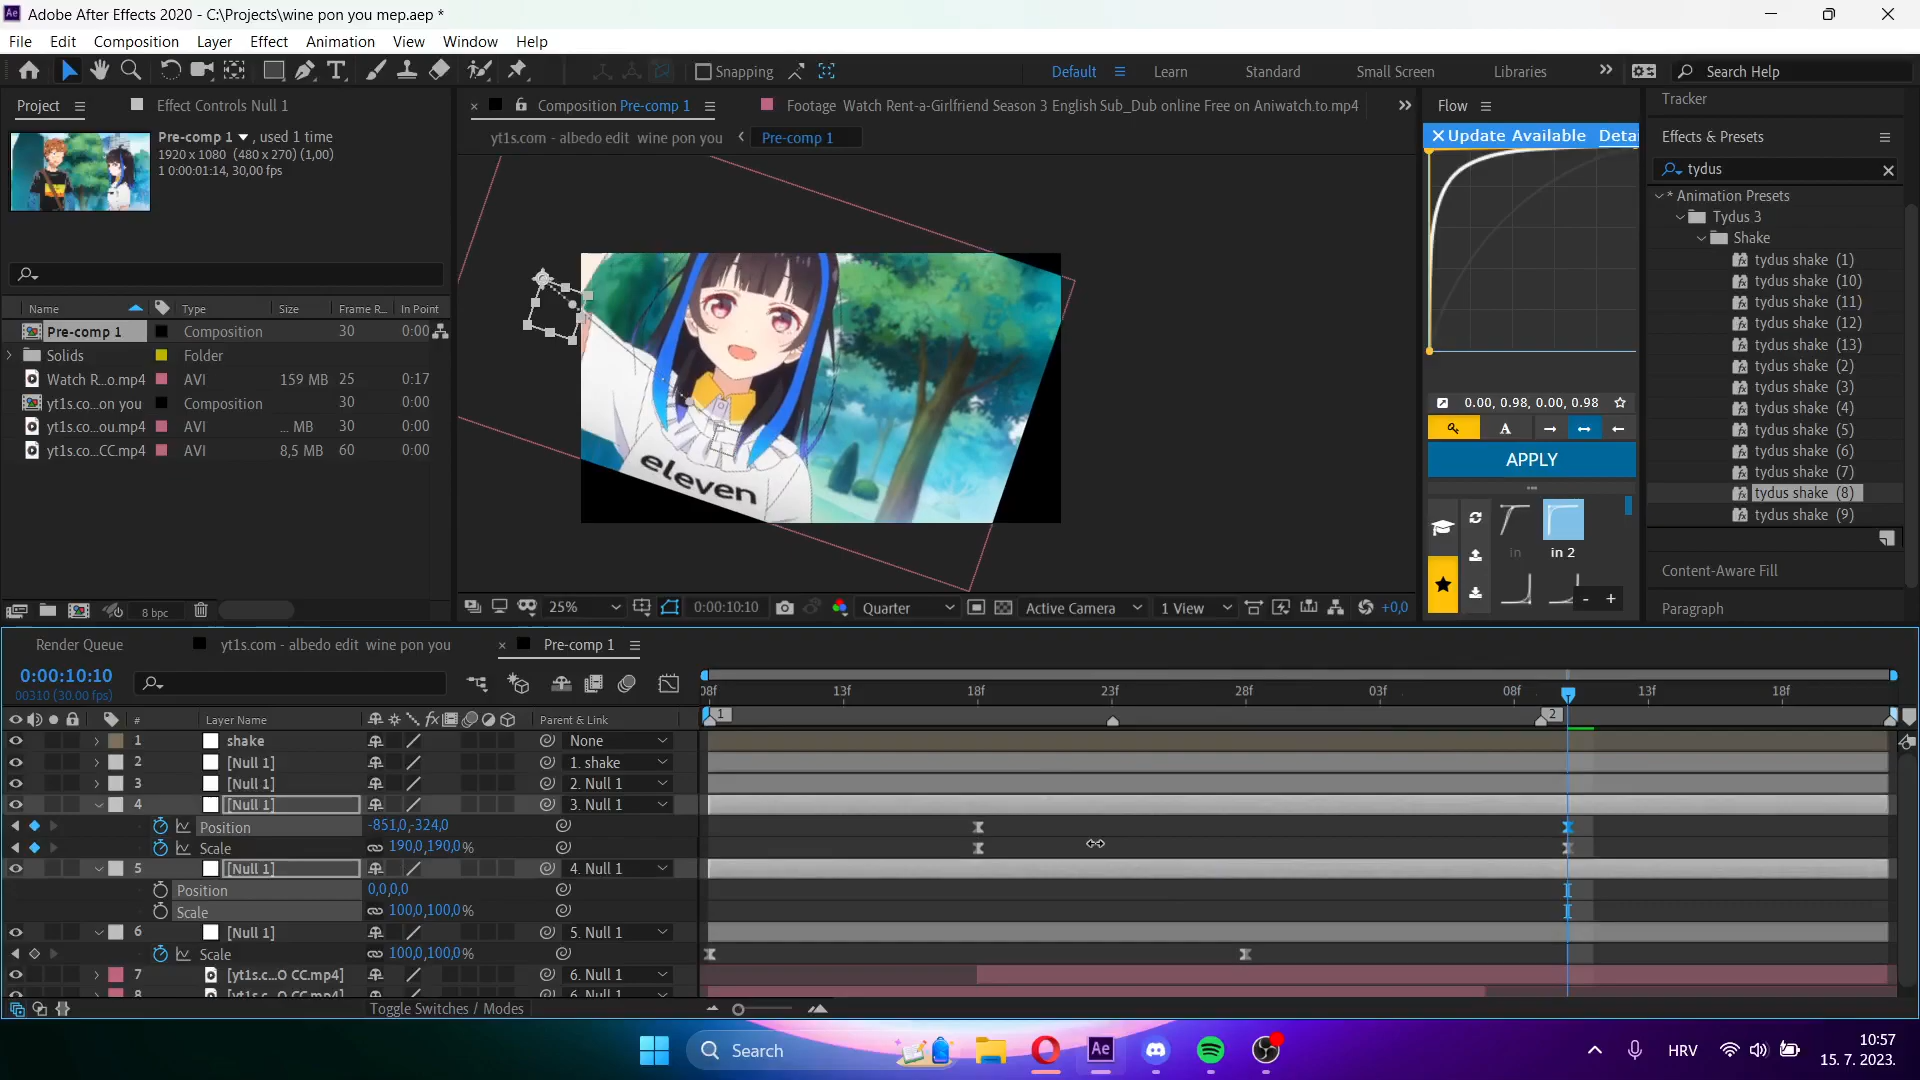 Adobe After Effects 2020 - C:\Projects\wine pon you mep.aep *
File Edit Composition Layer Effect Animation View Window Help
Snapping Default Learn Standard Small Screen Libraries Search Help
Project Effect Controls Null 1
Pre-comp 1 , used 1 time
1920 x 1080 (480 x 270) (1,00)
1 0:00:01:14, 30,00 fps
Name Type Size Frame R... In Point
Pre-comp 1 Composition 30 0:00
Solids Folder
Watch R...o.mp4 AVI 159 MB 25 0:17
yt1s.co...on you Composition 30 0:00
yt1s.co...ou.mp4 AVI ... MB 30 0:00
yt1s.co...CC.mp4 AVI 8,5 MB 60 0:00
8 bpc
Composition Pre-comp 1 Footage Watch Rent-a-Girlfriend Season 3 English Sub_Dub online Free on Aniwatch.to.mp4
yt1s.com - albedo edit wine pon you Pre-comp 1
eleven
25% 0:00:10:10 Quarter Active Camera 1 View +0,0
Flow
Update Available Detai
0.00, 0.98, 0.00, 0.98
A
APPLY
in in 2
- +
Tracker
Effects & Presets
tydus
* Animation Presets
Tydus 3
Shake
tydus shake (1)
tydus shake (10)
tydus shake (11)
tydus shake (12)
tydus shake (13)
tydus shake (2)
tydus shake (3)
tydus shake (4)
tydus shake (5)
tydus shake (6)
tydus shake (7)
tydus shake (8)
tydus shake (9)
Content-Aware Fill
Paragraph
Render Queue yt1s.com - albedo edit wine pon you Pre-comp 1
0:00:10:10
00310 (30.00 fps)
08f 13f 18f 23f 28f 03f 08f 13f 18f
1 2
# Layer Name Parent & Link
1 shake None
2 [Null 1] 1. shake
3 [Null 1] 2. Null 1
4 [Null 1] 3. Null 1
Position -851,0,-324,0
Scale 190,0,190,0%
5 [Null 1] 4. Null 1
Position 0,0,0,0
Scale 100,0,100,0%
6 [Null 1] 5. Null 1
Scale 100,0,100,0%
7 [yt1s.c...O CC.mp4] 6. Null 1
8 [yt1s.c...O CC.mp4] 6. Null 1
Toggle Switches / Modes
Search
Ae
HRV
10:57
15. 7. 2023.